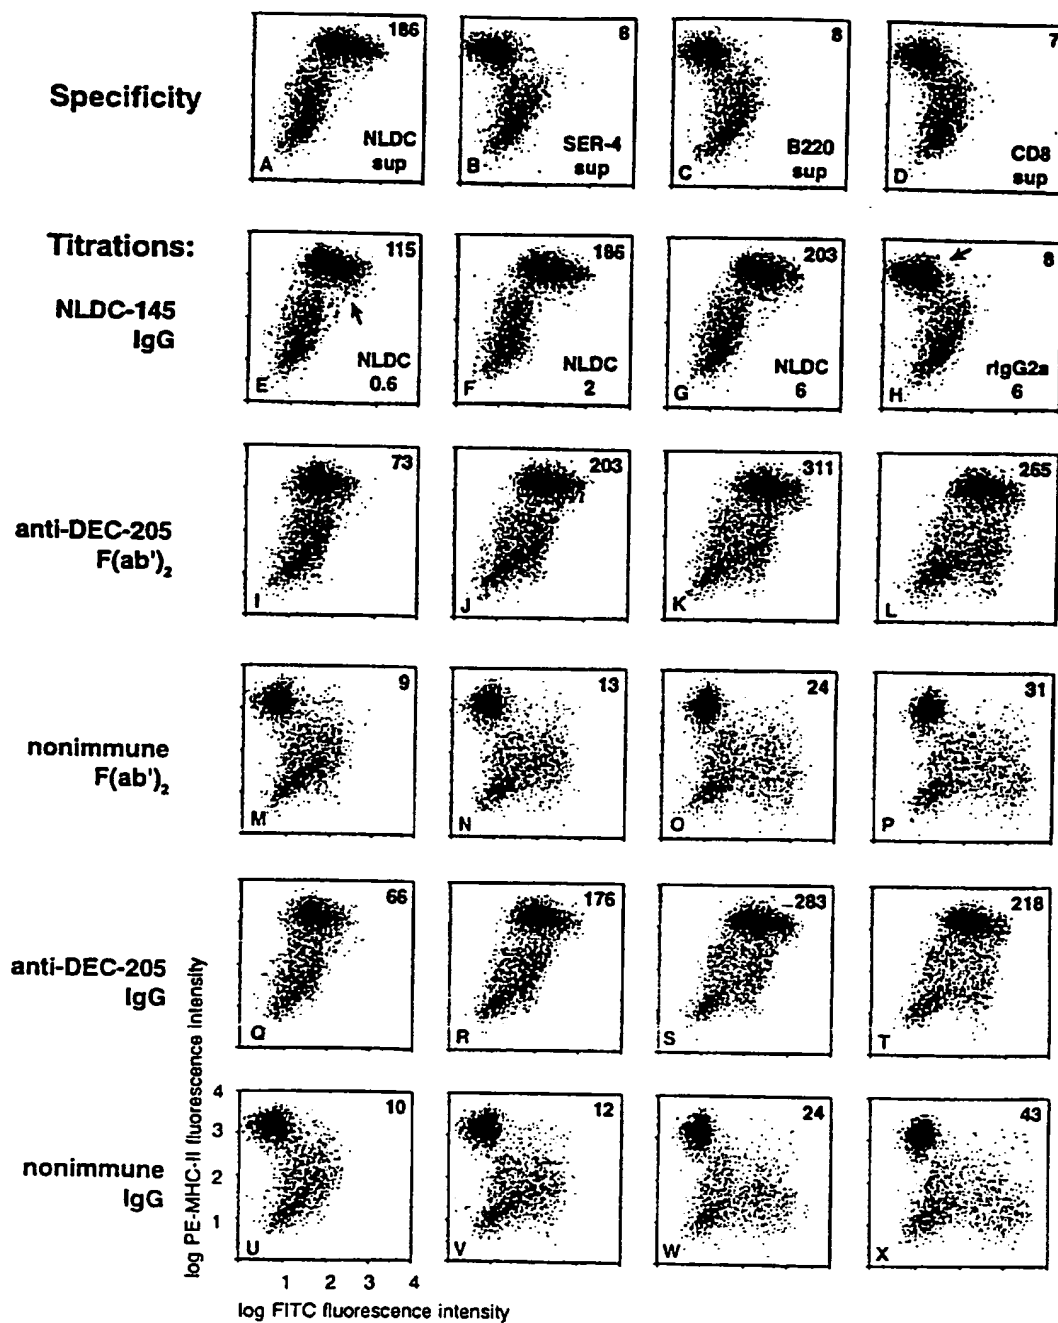 Specificity
186
NLDC
sup
A
8
SER-4
sup
B
8
B220
sup
C
7
CD8
sup
D
Titrations:
NLDC-145
IgG
115
NLDC
0.6
E
186
NLDC
2
F
203
NLDC
6
G
8
rIgG2a
6
H
anti-DEC-205
F(ab')₂
73
I
203
J
311
K
265
L
nonimmune
F(ab')₂
9
M
13
N
24
O
31
P
anti-DEC-205
IgG
66
Q
176
R
283
S
218
T
nonimmune
IgG
log PE-MHC-II fluorescence intensity
4
3
2
1
10
U
12
V
24
W
43
X
1 2 3 4
log FITC fluorescence intensity